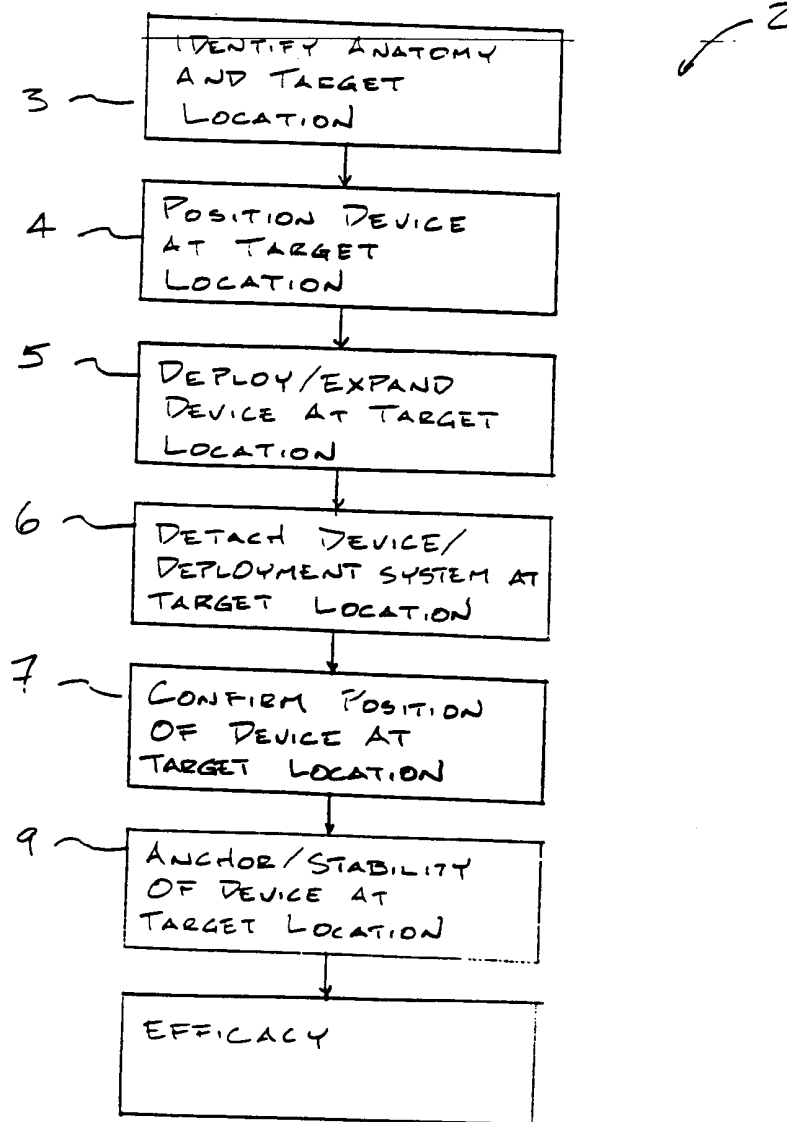 2
IDENTIFY ANATOMY
AND TARGET
LOCATION
3
POSITION DEVICE
AT TARGET
LOCATION
4
DEPLOY/EXPAND
DEVICE AT TARGET
LOCATION
5
DETACH DEVICE/
DEPLOYMENT SYSTEM AT
TARGET LOCATION
6
CONFIRM POSITION
OF DEVICE AT
TARGET LOCATION
7
ANCHOR/STABILITY
OF DEVICE AT
TARGET LOCATION
9
EFFICACY